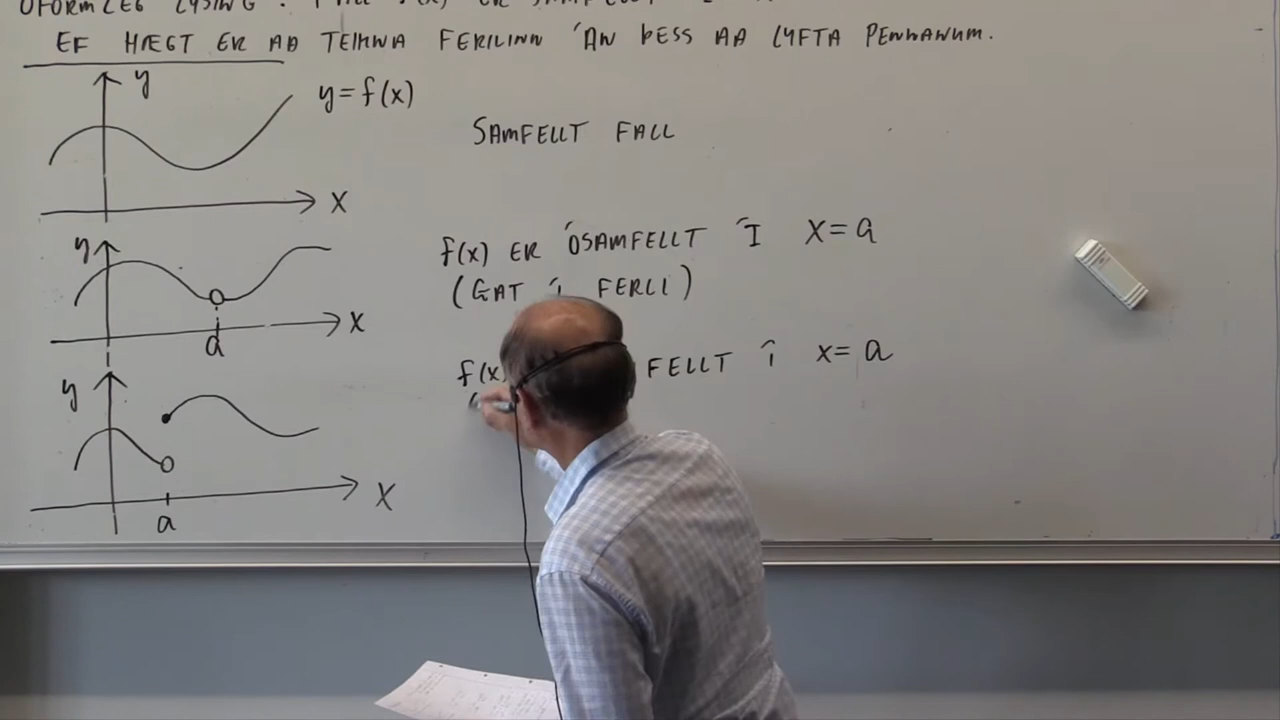 EF HÆGT ER AÐ TEIKNA FERILINN ÁN ÞESS AÐ LYFTA PENNANUM.
y
y=f(x)
SAMFELLT FALL
x
y
f(x) ER ÓSAMFELLT Í x=a
(GAT Í FERLI)
x
a
y
f(x) FELLT Í x=a
(
x
a